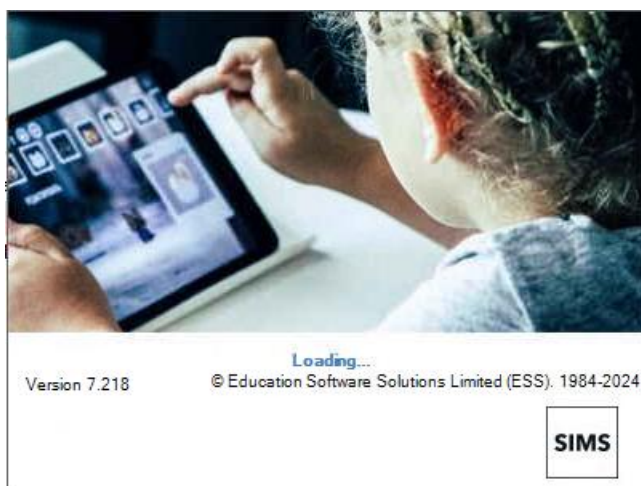 Loading...
Version 7.218
© Education Software Solutions Limited (ESS). 1984-2024
SIMS